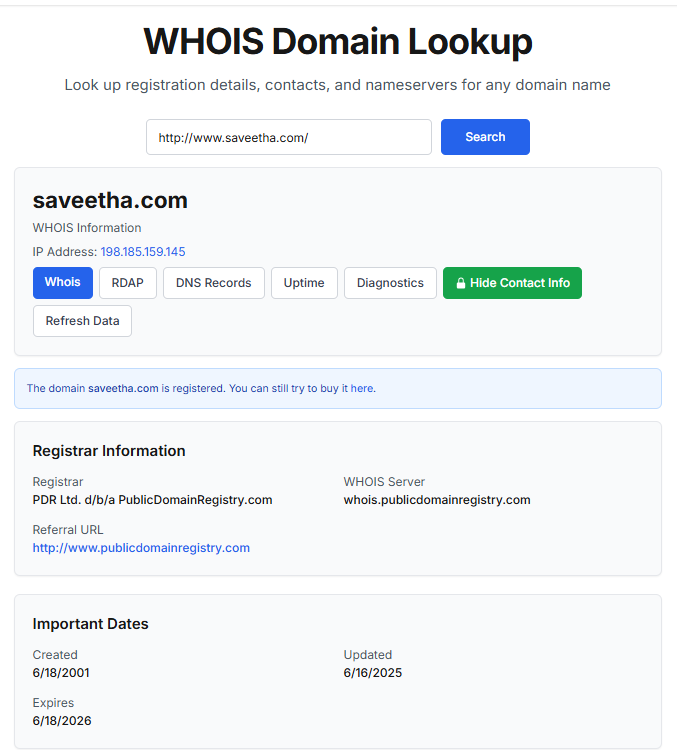 WHOIS Domain Lookup
Look up registration details, contacts, and nameservers for any domain name
http://www.saveetha.com/
Search
saveetha.com
WHOIS Information
IP Address: 198.185.159.145
Whois
RDAP
DNS Records
Uptime
Diagnostics
Hide Contact Info
Refresh Data
The domain saveetha.com is registered. You can still try to buy it here.
Registrar Information
Registrar
WHOIS Server
PDR Ltd. d/b/a PublicDomainRegistry.com
whois.publicdomainregistry.com
Referral URL
http://www.publicdomainregistry.com
Important Dates
Created
Updated
6/18/2001
6/16/2025
Expires
6/18/2026